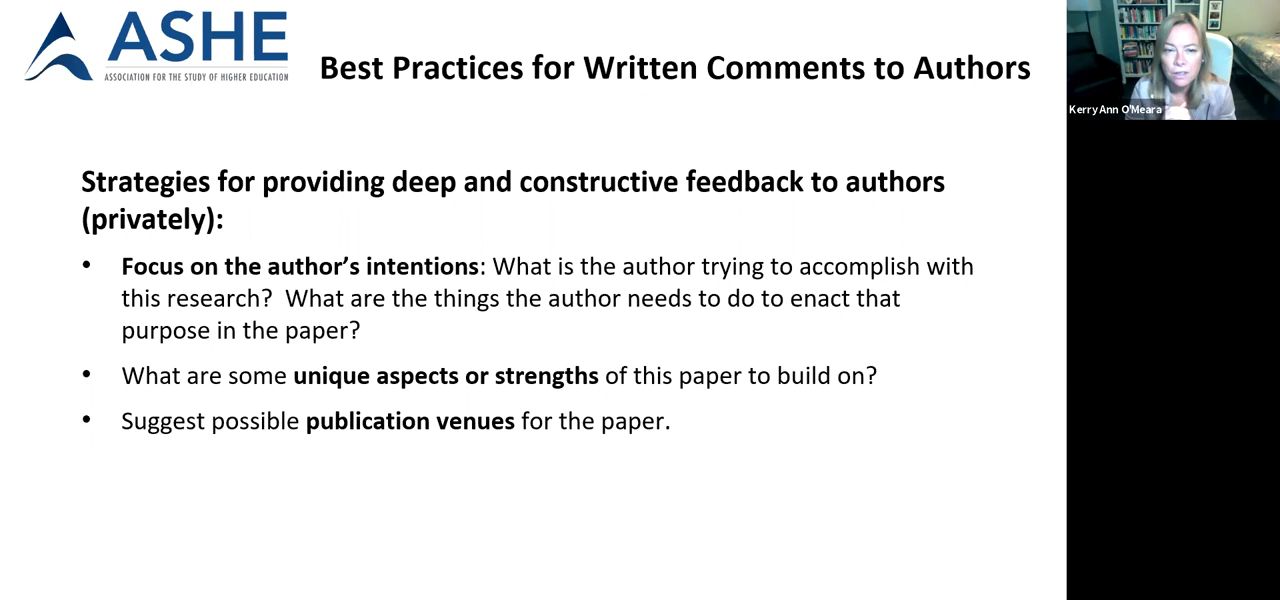 ASHE
ASSOCIATION FOR THE STUDY OF HIGHER EDUCATION
Best Practices for Written Comments to Authors
KerryAnn O'Meara
Strategies for providing deep and constructive feedback to authors
(privately):
• Focus on the author's intentions: What is the author trying to accomplish with
this research?  What are the things the author needs to do to enact that
purpose in the paper?
• What are some unique aspects or strengths of this paper to build on?
• Suggest possible publication venues for the paper.